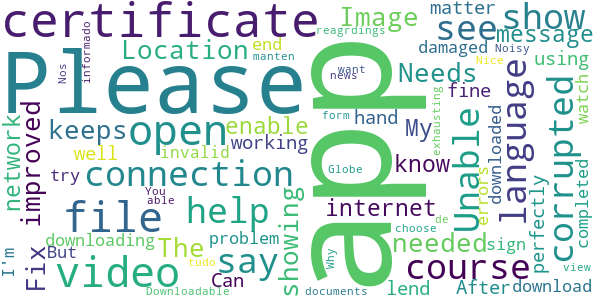 certificate
Image
see
matter
show
reagrdings
message
end
Nos
informado
Location
manten
damaged
Noisy
Please
app
want
news
Nice
using
Needs
fine
watch
network
improved
keeps
open
enable
working
form
hand
My
language
downloaded
corrupted
exhausting
well
invalid
try
connection
You
able
Globe
know
Unable
errors
perfectly
completed
file
help
internet
I'm
Fix
downloading
The
problem
showing
Why
choose
de
needed
sign
But
video
say
tudo
Can
course
After
view
Downloadable
documents
lend
download